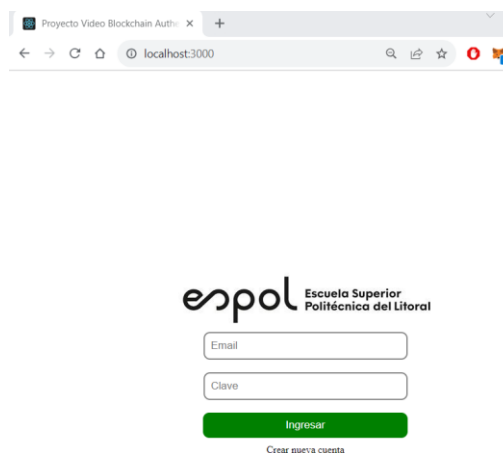 Proyecto Video Blockchain Authe
localhost:3000
espol
Escuela Superior
Politécnica del Litoral
Email
Clave
Ingresar
Crear nueva cuenta